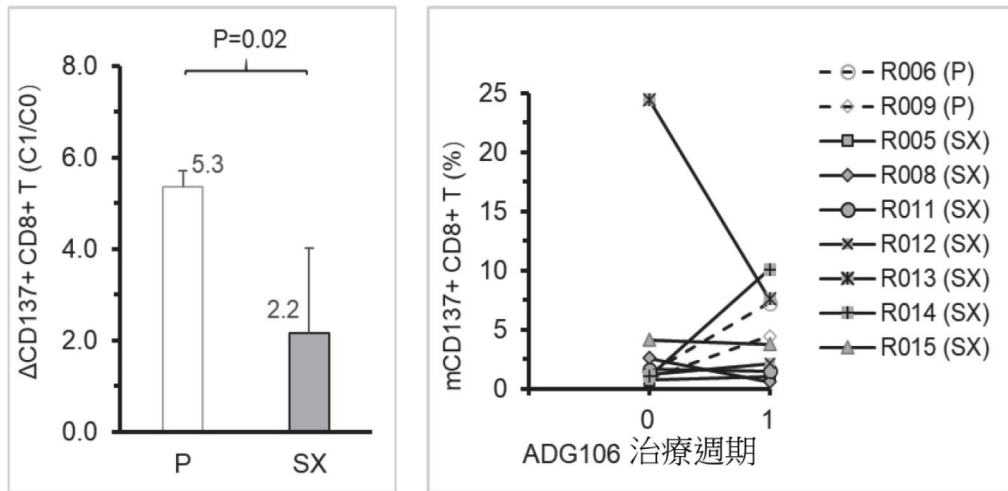 P=0.02
8.0
6.0
4.0
2.0
0.0
ΔCD137+ CD8+ T (C1/C0)
5.3
2.2
P
SX
25
20
15
10
5
0
mCD137+ CD8+ T (%)
0
1
ADG106 治療週期
R006 (P)
R009 (P)
R005 (SX)
R008 (SX)
R011 (SX)
R012 (SX)
R013 (SX)
R014 (SX)
R015 (SX)